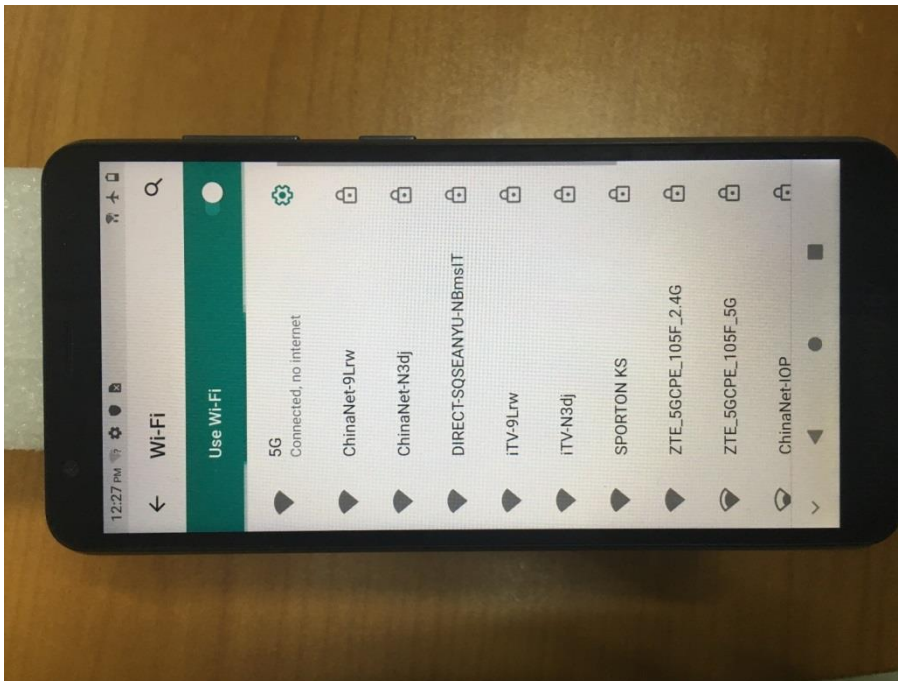 12:27 PM
Wi-Fi
Use Wi-Fi
5G
Connected, no internet
ChinaNet-9Lrw
ChinaNet-N3dj
DIRECT-SQSEANYU-NBmsIT
iTV-9Lrw
iTV-N3dj
SPORTON KS
ZTE_5GCPE_105F_2.4G
ZTE_5GCPE_105F_5G
ChinaNet-IOP